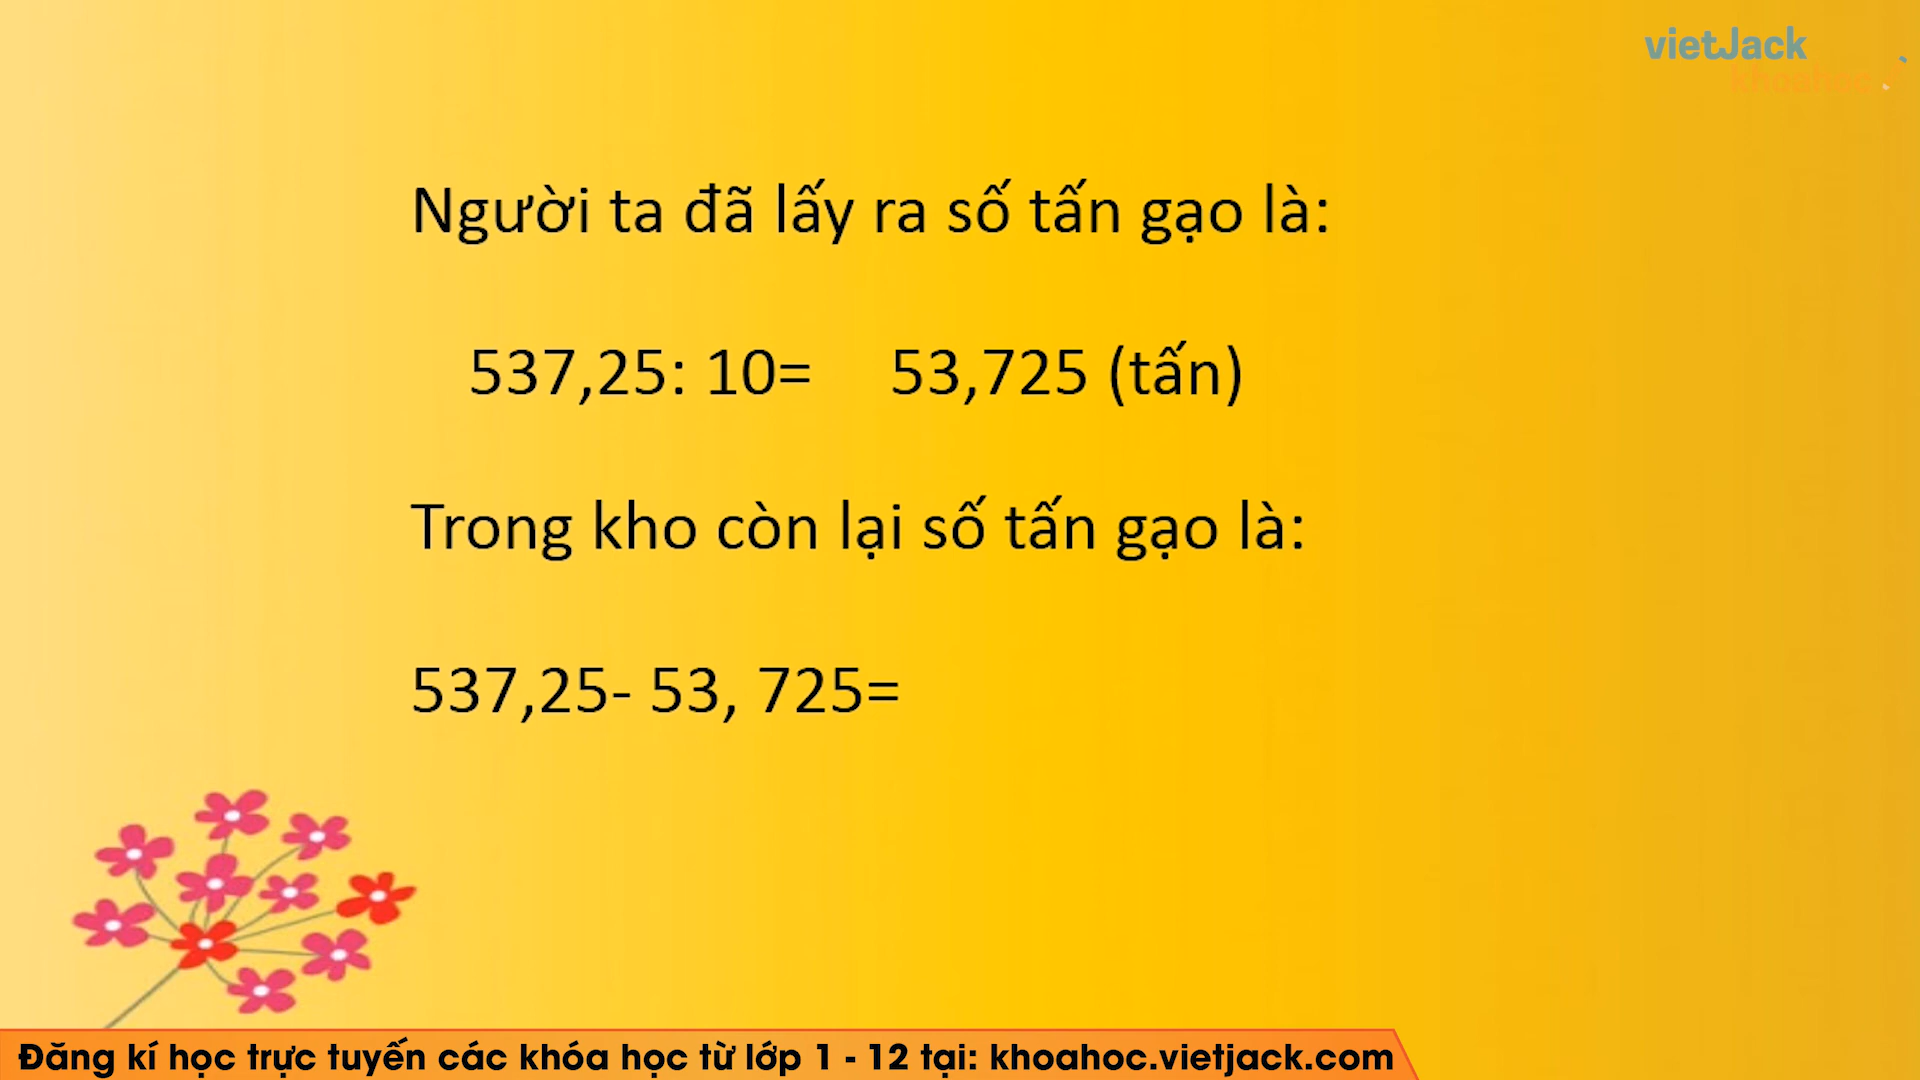 vietJack
khoahoc
Người ta đã lấy ra số tấn gạo là:
537,25: 10= 53,725 (tấn)
Trong kho còn lại số tấn gạo là:
537,25- 53, 725=
Đăng kí học trực tuyến các khóa học từ lớp 1 - 12 tại: khoahoc.vietjack.com